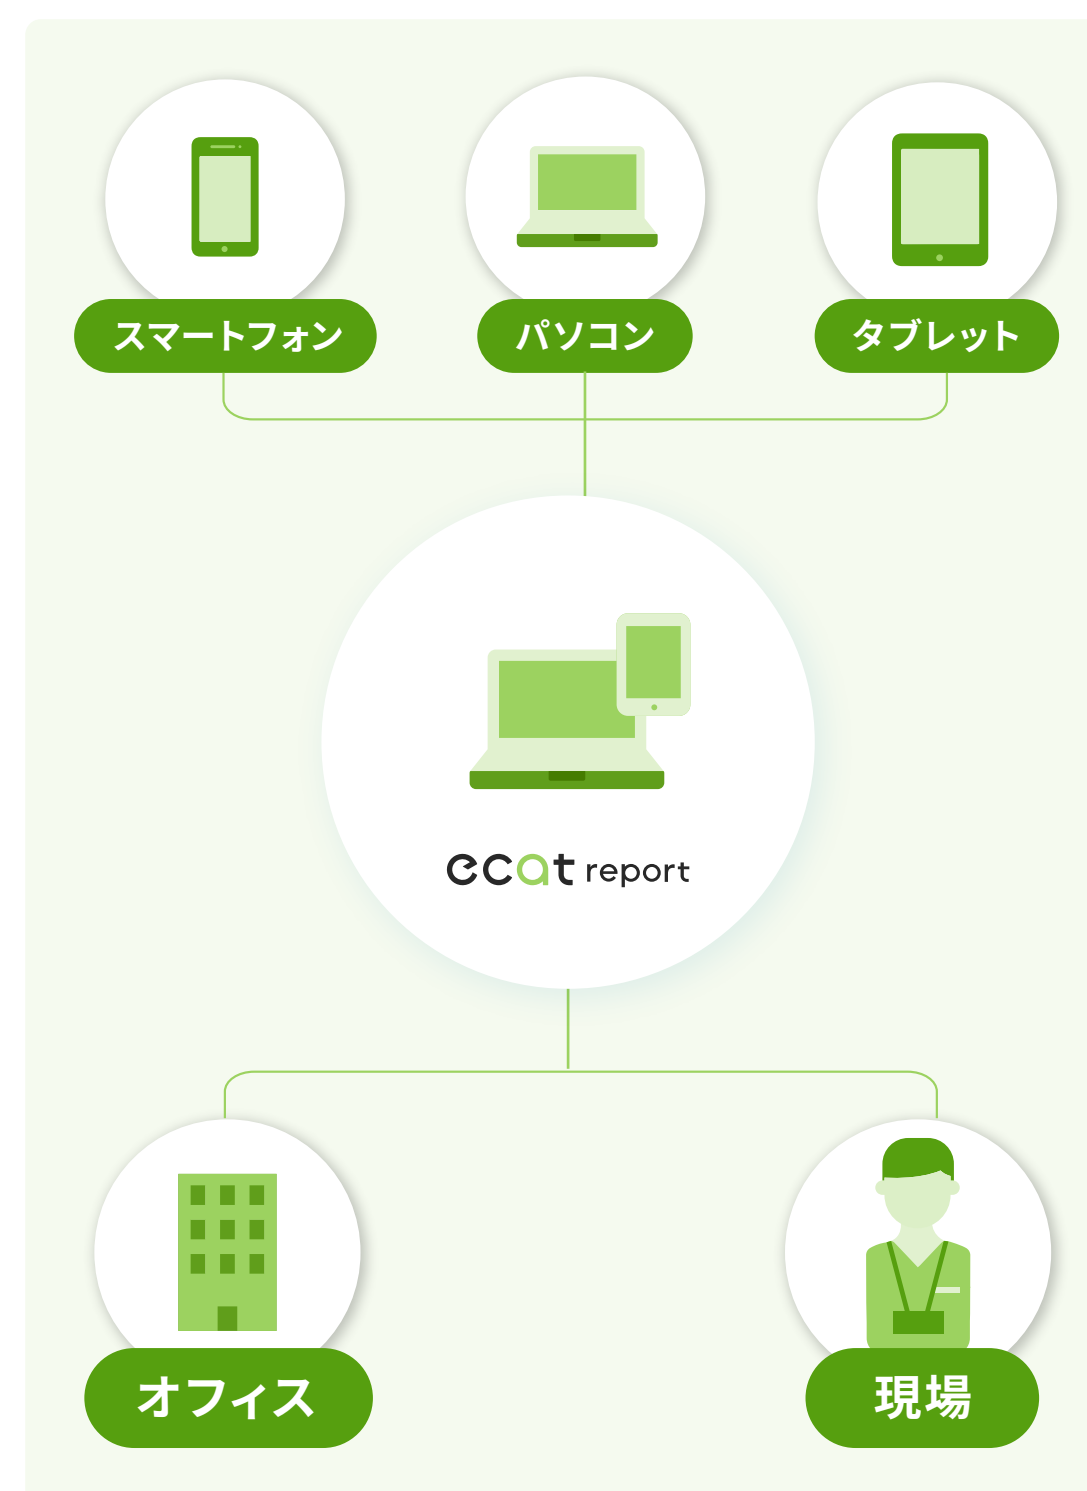 スマートフォン
パソコン
タブレット
ecat report
オフィス
現場